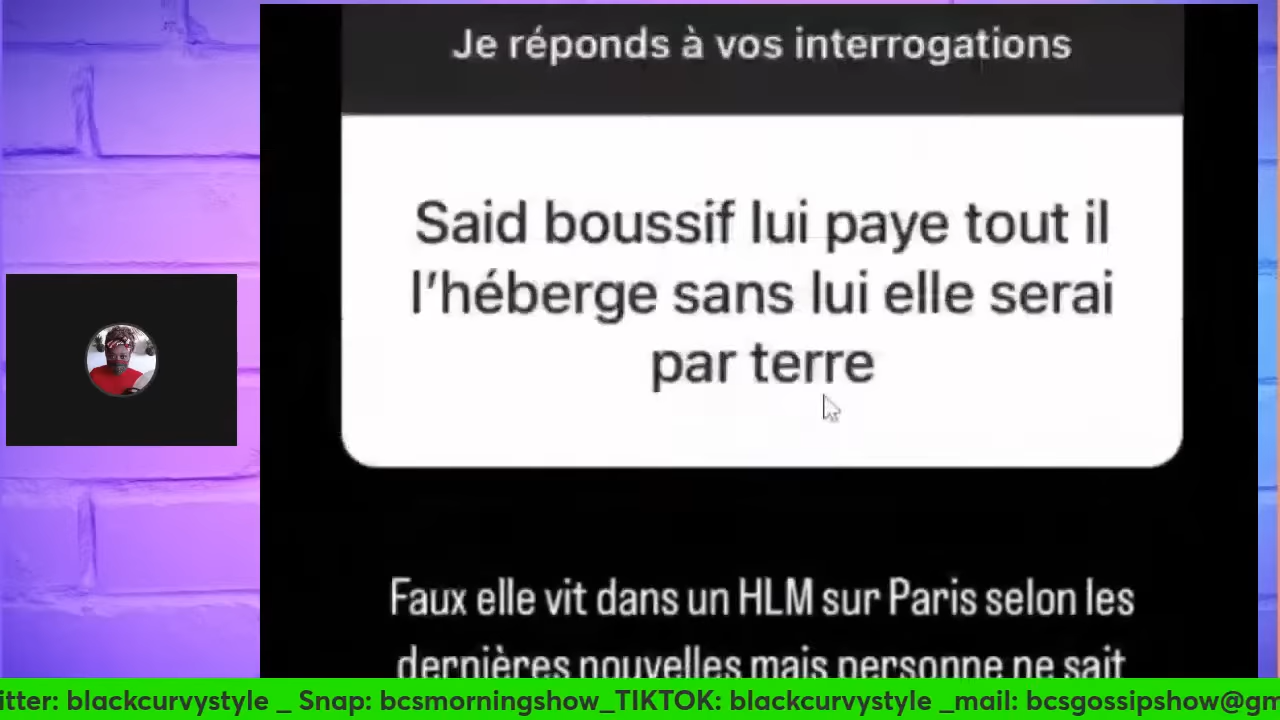 Je réponds à vos interrogations
Said boussif lui paye tout il
l'héberge sans lui elle serai
par terre
Faux elle vit dans un HLM sur Paris selon les
dernières nouvelles mais personne ne sait
itter: blackcurvystyle _ Snap: bcsmorningshow_TIKTOK: blackcurvystyle _mail: bcsgossipshow@gm